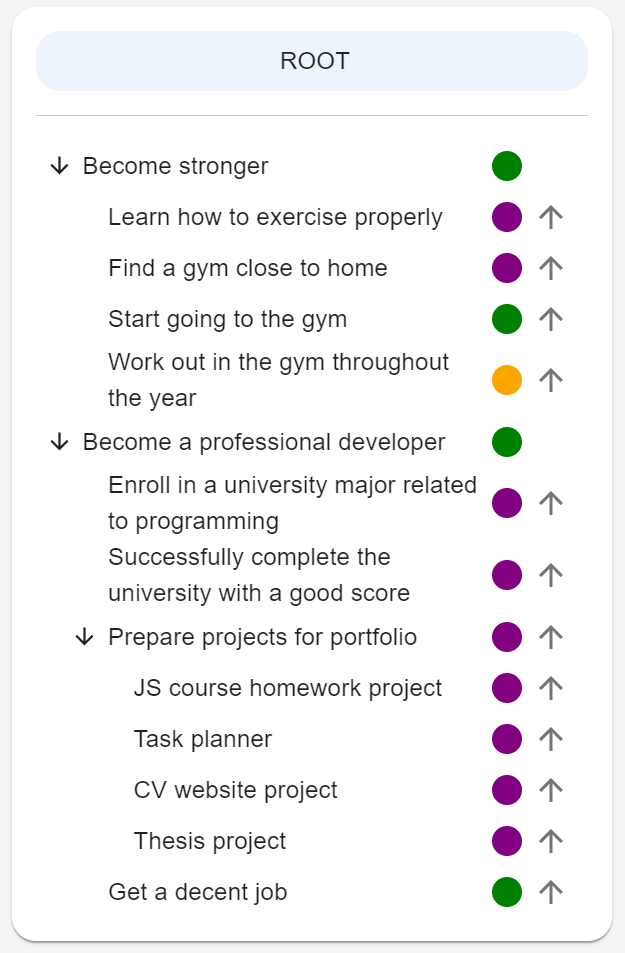 ROOT
Become stronger
Learn how to exercise properly
Find a gym close to home
Start going to the gym
Work out in the gym throughout
the year
Become a professional developer
Enroll in a university major related
to programming
Successfully complete the
university with a good score
Prepare projects for portfolio
JS course homework project
Task planner
CV website project
Thesis project
Get a decent job